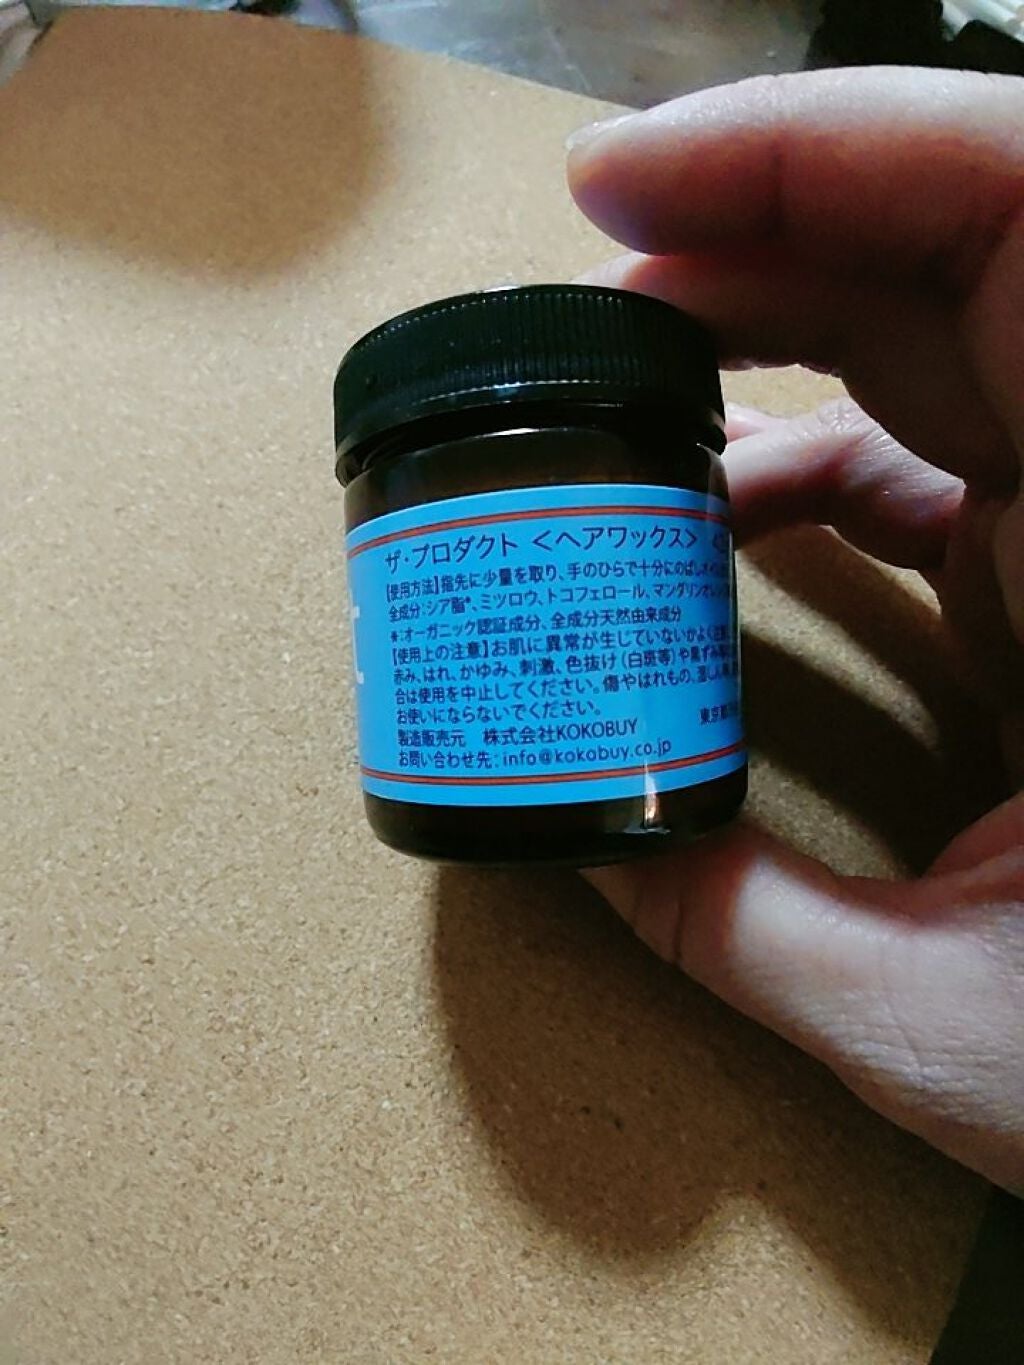 ザ・プロダクト <ヘアワックス>
【使用方法】指先に少量を取り、手のひらで十分にのばし
全成分:シア脂*、ミツロウ、トコフェロール、マンダリンオレンジ
*:オーガニック認証成分、全成分天然由来成分
【使用上の注意】お肌に異常が生じていないかよく
赤み、はれ、かゆみ、刺激、色抜け(白斑等)や黒ずみ
合は使用を中止してください。傷やはれもの、湿しん
お使いにならないでください。
製造販売元 株式会社KOKOBUY 東京都
お問い合わせ先:info@kokobuy.co.jp